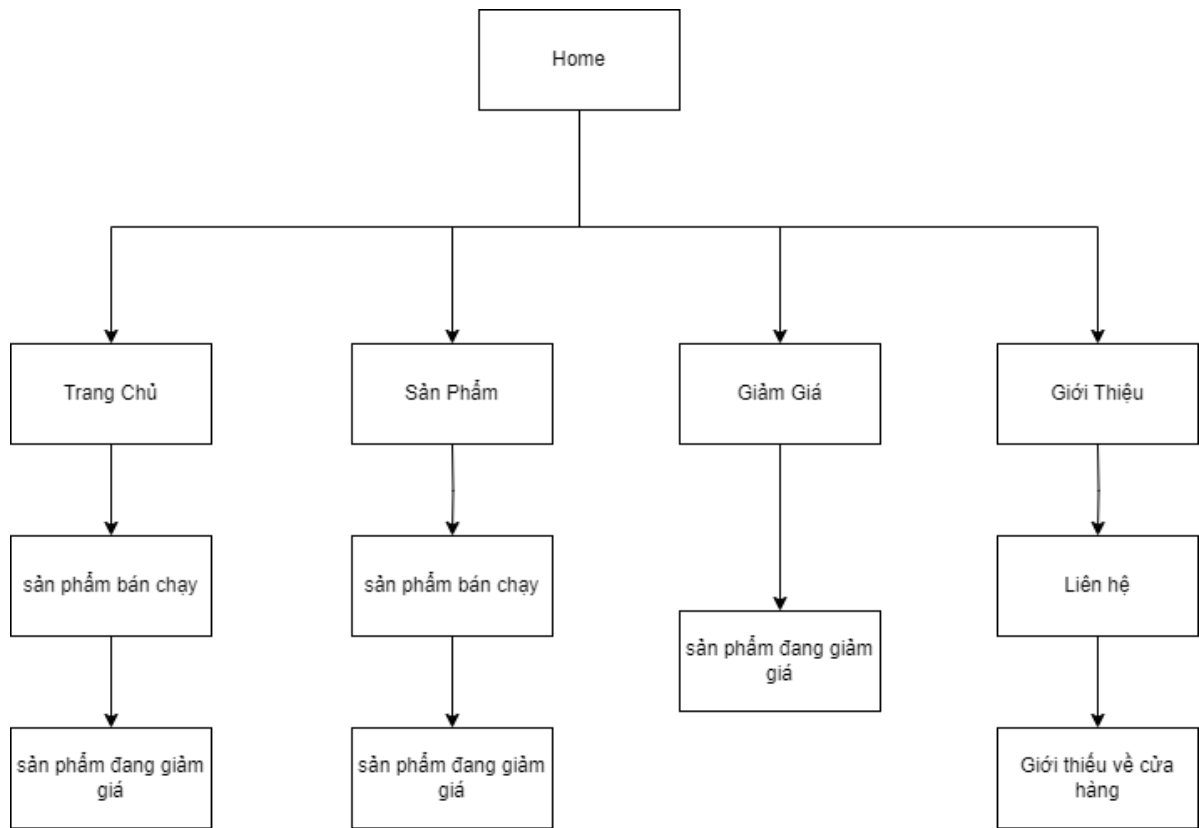 Home
Trang Chủ
Sản Phẩm
Giảm Giá
Giới Thiệu
sản phẩm bán chạy
sản phẩm bán chạy
Liên hệ
sản phẩm đang giảm
giá
sản phẩm đang giảm
giá
sản phẩm đang giảm
giá
Giới thiếu về cửa
hàng